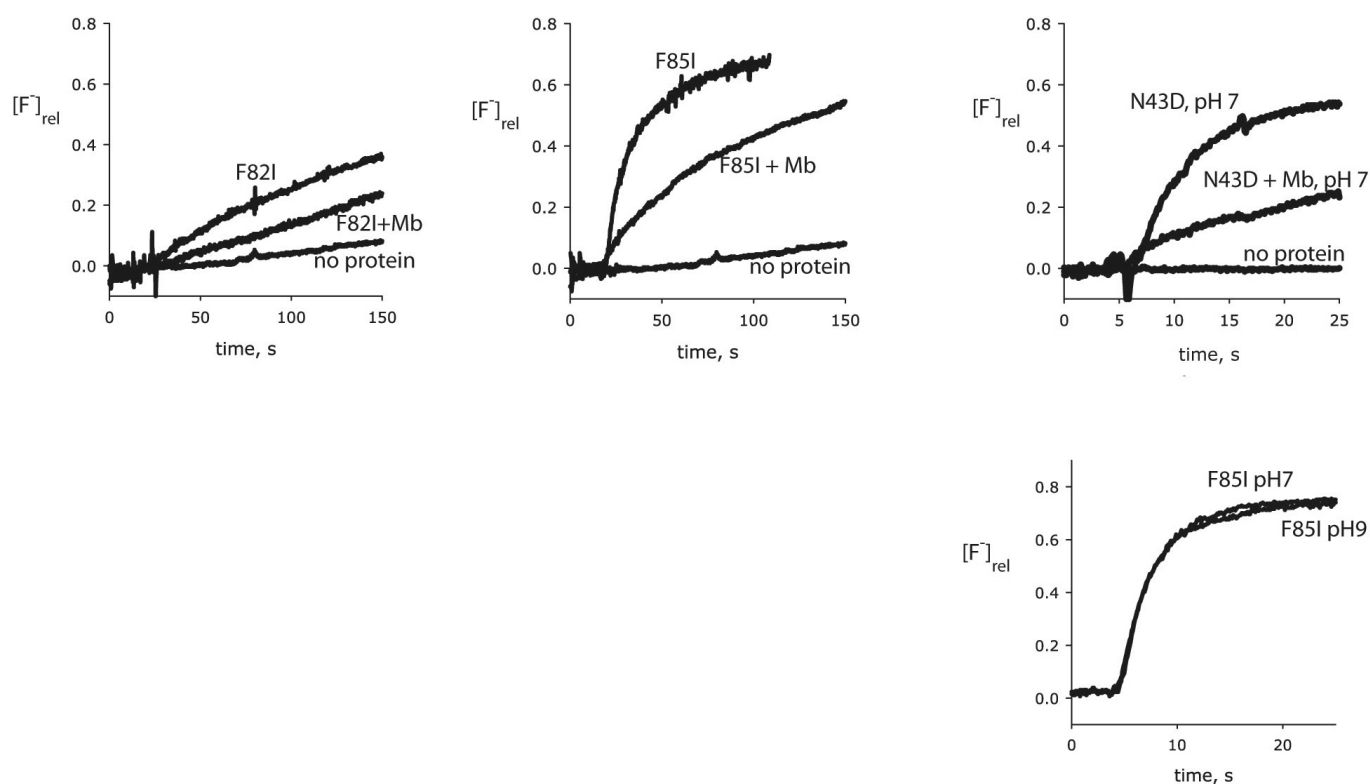 0.8
0.6
0.4
0.2
0.0
[F⁻]rel
F82I
F82I+Mb
no protein
0 50 100 150
time, s
0.8
0.6
0.4
0.2
0.0
[F⁻]rel
F85I
F85I + Mb
no protein
0 50 100 150
time, s
0.8
0.6
0.4
0.2
0.0
[F⁻]rel
N43D, pH 7
N43D + Mb, pH 7
no protein
0 5 10 15 20 25
time, s
0.8
0.6
0.4
0.2
0.0
[F⁻]rel
F85I pH7
F85I pH9
0 10 20
time, s